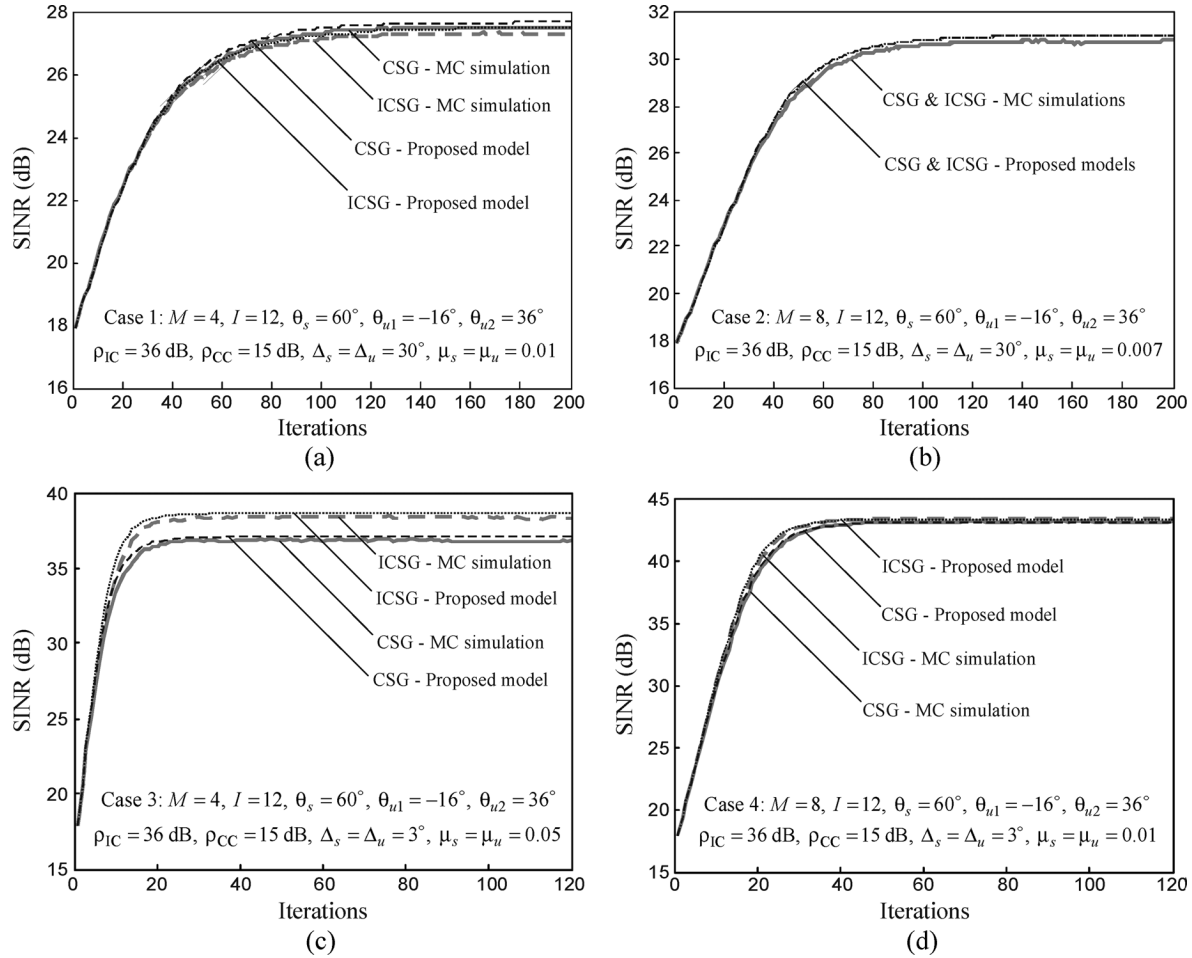 32
30
28
26
24
22
20
18
16
SINR (dB)
CSG - MC simulation
ICSG - MC simulation
CSG - Proposed model
ICSG - Proposed model
Case 1: M = 4, I = 12, θs = 60°, θu1 = −16°, θu2 = 36°
ρIC = 36 dB, ρCC = 15 dB, Δs = Δu = 30°, μs = μu = 0.01
0 20 40 60 80 100 120 140 160 180 200
Iterations
(a)
32
30
28
26
24
22
20
18
16
SINR (dB)
CSG & ICSG - MC simulations
CSG & ICSG - Proposed models
Case 2: M = 8, I = 12, θs = 60°, θu1 = −16°, θu2 = 36°
ρIC = 36 dB, ρCC = 15 dB, Δs = Δu = 30°, μs = μu = 0.007
0 20 40 60 80 100 120 140 160 180 200
Iterations
(b)
40
35
30
25
20
15
SINR (dB)
ICSG - MC simulation
ICSG - Proposed model
CSG - MC simulation
CSG - Proposed model
Case 3: M = 4, I = 12, θs = 60°, θu1 = −16°, θu2 = 36°
ρIC = 36 dB, ρCC = 15 dB, Δs = Δu = 3°, μs = μu = 0.05
0 20 40 60 80 100 120
Iterations
(c)
45
40
35
30
25
20
15
SINR (dB)
ICSG - Proposed model
CSG - Proposed model
ICSG - MC simulation
CSG - MC simulation
Case 4: M = 8, I = 12, θs = 60°, θu1 = −16°, θu2 = 36°
ρIC = 36 dB, ρCC = 15 dB, Δs = Δu = 3°, μs = μu = 0.01
0 20 40 60 80 100 120
Iterations
(d)